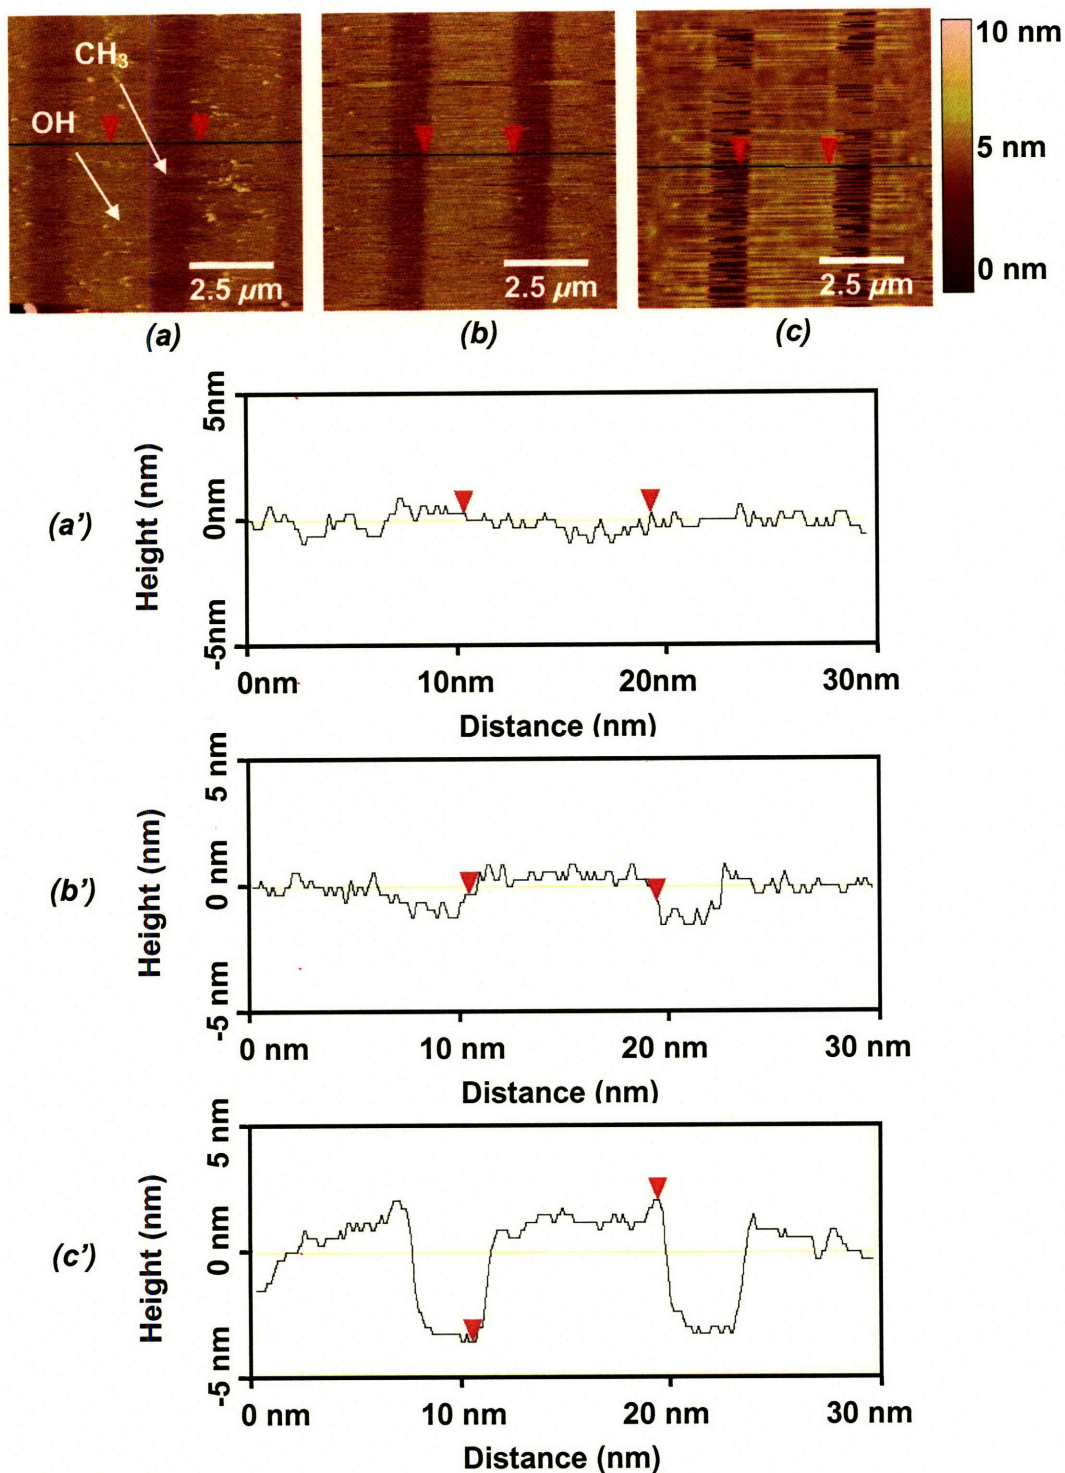 CH₃
OH
2.5 µm
2.5 µm
2.5 µm
10 nm
5 nm
0 nm
(a)
(b)
(c)
(a')
Height (nm)
5nm
0nm
-5nm
0nm
10nm
20nm
30nm
Distance (nm)
(b')
Height (nm)
5 nm
0 nm
-5 nm
0 nm
10 nm
20 nm
30 nm
Distance (nm)
(c')
Height (nm)
5 nm
0 nm
-5 nm
0 nm
10 nm
20 nm
30 nm
Distance (nm)